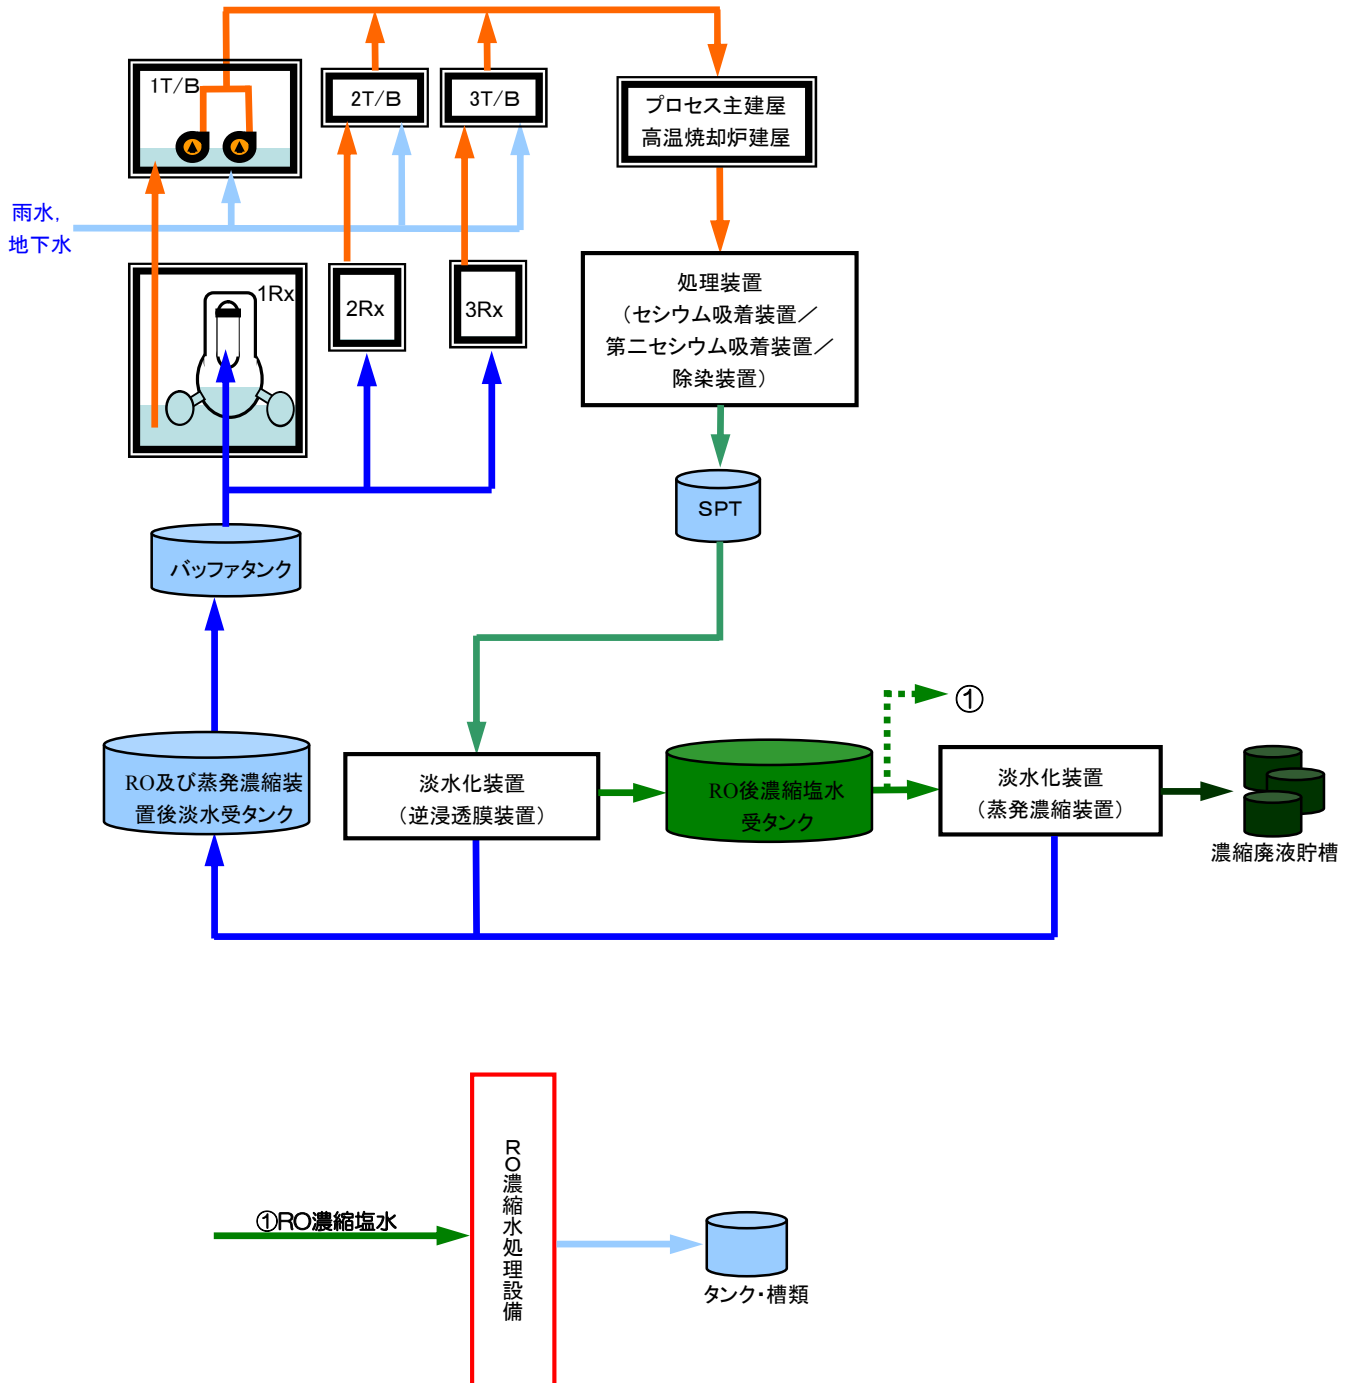 1T/B
2T/B
3T/B
プロセス主建屋
高温焼却炉建屋
雨水,
地下水
1Rx
2Rx
3Rx
処理装置
（セシウム吸着装置／
第二セシウム吸着装置／
除染装置）
SPT
バッファタンク
①
RO及び蒸発濃縮装
置後淡水受タンク
淡水化装置
（逆浸透膜装置）
RO後濃縮塩水
受タンク
淡水化装置
（蒸発濃縮装置）
濃縮廃液貯槽
①RO濃縮塩水
RO濃縮水処理設備
タンク・槽類